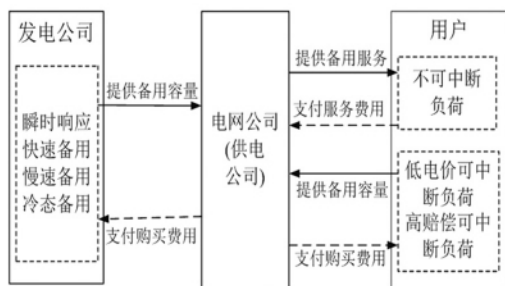 发电公司
瞬时响应
快速备用
慢速备用
冷态备用
提供备用容量
支付购买费用
电网公司
(供电
公司)
提供备用服务
支付服务费用
提供备用容量
支付购买费用
用户
不可中断
负荷
低电价可中
断负荷
高赔偿可中
断负荷